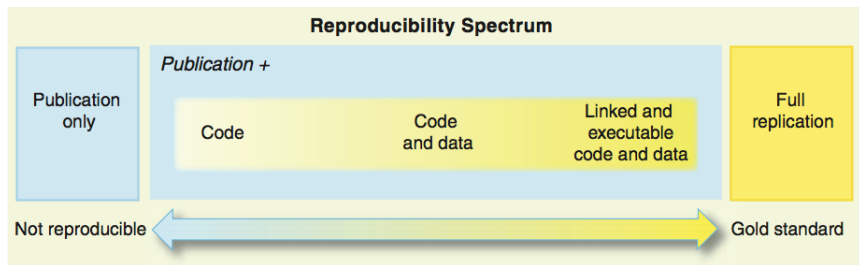 Reproducibility Spectrum
Publication
only
Publication +
Code
Code
and data
Linked and
executable
code and data
Full
replication
Not reproducible
Gold standard